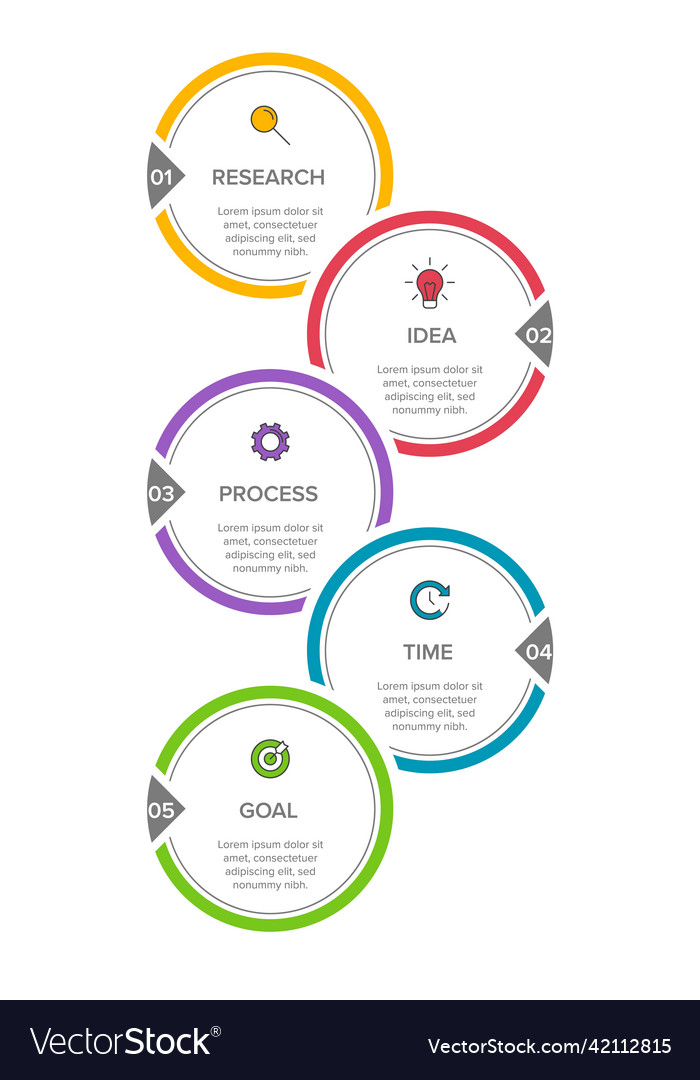 01
RESEARCH
Lorem ipsum dolor sit
amet, consectetuer
adipiscing elit, sed
nonummy nibh.
IDEA
02
Lorem ipsum dolor sit
amet, consectetuer
adipiscing elit, sed
nonummy nibh.
03
PROCESS
Lorem ipsum dolor sit
amet, consectetuer
adipiscing elit, sed
nonummy nibh.
TIME
04
Lorem ipsum dolor sit
amet, consectetuer
adipiscing elit, sed
nonummy nibh.
05
GOAL
Lorem ipsum dolor sit
amet, consectetuer
adipiscing elit, sed
nonummy nibh.
VectorStock®
VectorStock.com/42112815